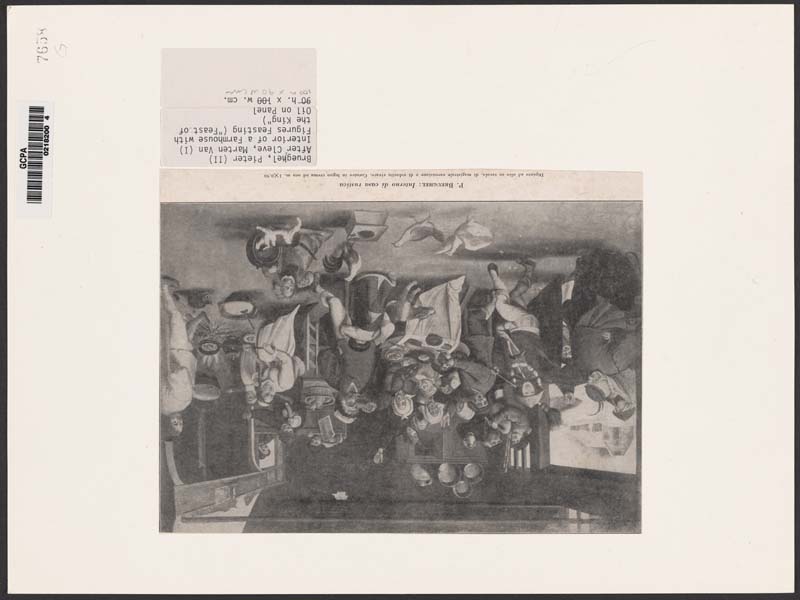 7658
GCPA
0218200 4
Brueghel, Pieter (II)
After Cleve, Marten Van (I)
Interior of a Farmhouse with
Figures Feasting ("Feast of
the King")
Oil on Panel
90 h. x 100 w. cm.
P. BREUGHEL: Interno di casa rustica